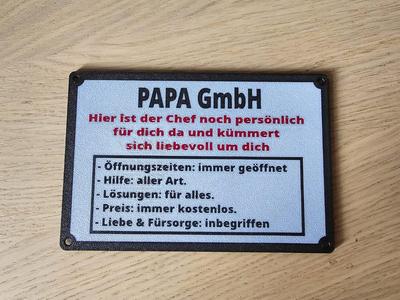 PAPA GmbH
Hier ist der Chef noch persönlich
für dich da und kümmert
sich liebevoll um dich
- Öffnungszeiten: immer geöffnet
- Hilfe: aller Art.
- Lösungen: für alles.
- Preis: immer kostenlos.
- Liebe & Fürsorge: inbegriffen